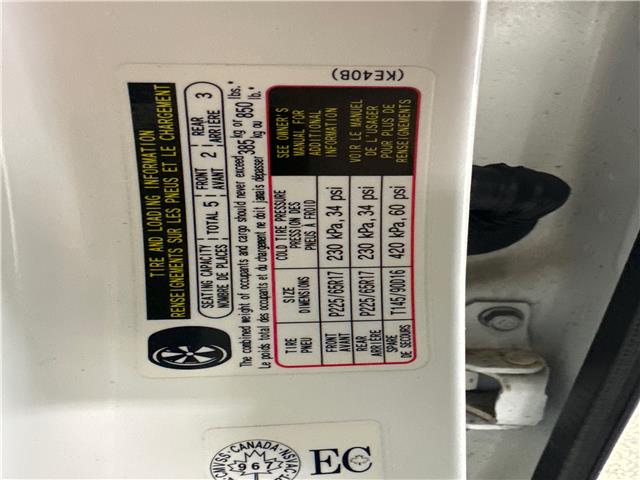 TIRE AND LOADING INFORMATION
RENSEIGNEMENTS SUR LES PNEUS ET LE CHARGEMENT
SEATING CAPACITY
NOMBRE DE PLACES
TOTAL 5
FRONT
AVANT
2
REAR
ARRIÈRE
3
The combined weight of occupants and cargo should never exceed 385 kg or 850 lbs.
Le poids total des occupants et du chargement ne doit jamais dépasser 385 kg ou 850 lb.
TIRE
PNEU
SIZE
DIMENSIONS
COLD TIRE PRESSURE
PRESSION DES
PNEUS A FROID
SEE OWNER'S
MANUAL FOR
ADDITIONAL
INFORMATION
FRONT
AVANT
P225/65R17
230 kPa, 34 psi
REAR
ARRIÈRE
P225/65R17
230 kPa, 34 psi
SPARE
DE SECOURS
T145/90D16
420 kPa, 60 psi
VOIR LE MANUEL
DE L'USAGER
POUR PLUS DE
RENSEIGNEMENTS
(KE40B)
CANADA
967
EC